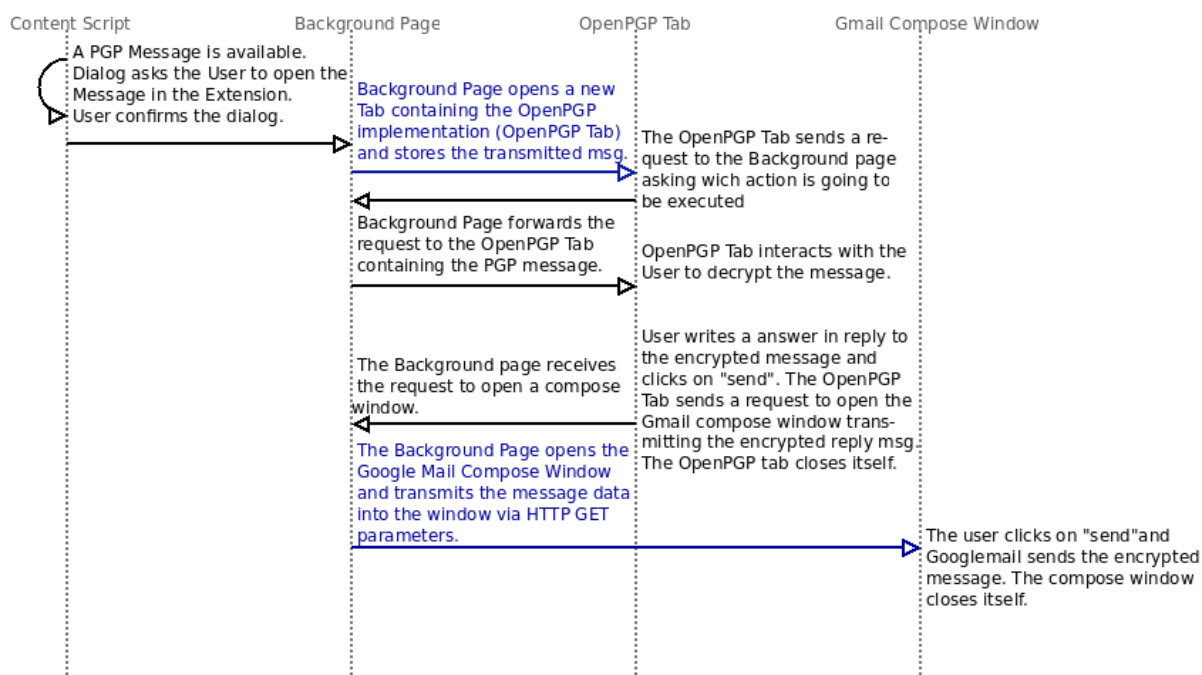 Content Script
Background Page
OpenPGP Tab
Gmail Compose Window
A PGP Message is available.
Dialog asks the User to open the
Message in the Extension.
User confirms the dialog.
Background Page opens a new
Tab containing the OpenPGP
implementation (OpenPGP Tab)
and stores the transmitted msg.
The OpenPGP Tab sends a re-
quest to the Background page
asking wich action is going to
be executed
Background Page forwards the
request to the OpenPGP Tab
containing the PGP message.
OpenPGP Tab interacts with the
User to decrypt the message.
User writes a answer in reply to
the encrypted message and
clicks on "send". The OpenPGP
Tab sends a request to open the
Gmail compose window trans-
mitting the encrypted reply msg.
The OpenPGP tab closes itself.
The Background page receives
the request to open a compose
window.
The Background Page opens the
Google Mail Compose Window
and transmits the message data
into the window via HTTP GET
parameters.
The user clicks on "send"and
Googlemail sends the encrypted
message. The compose window
closes itself.